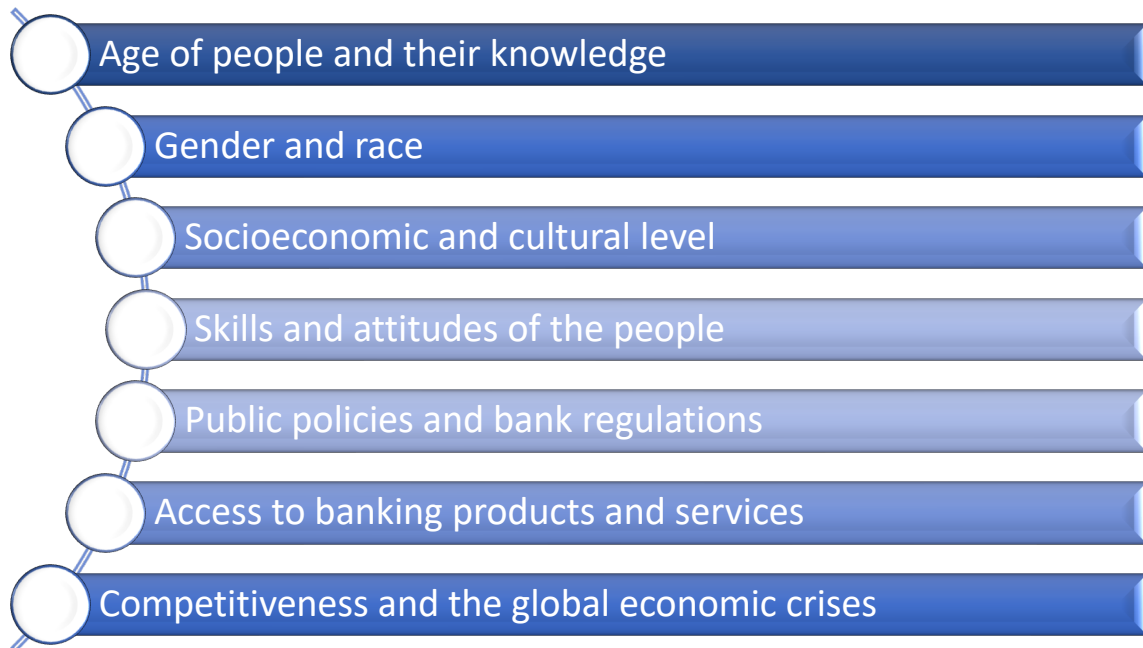 Age of people and their knowledge
Gender and race
Socioeconomic and cultural level
Skills and attitudes of the people
Public policies and bank regulations
Access to banking products and services
Competitiveness and the global economic crises